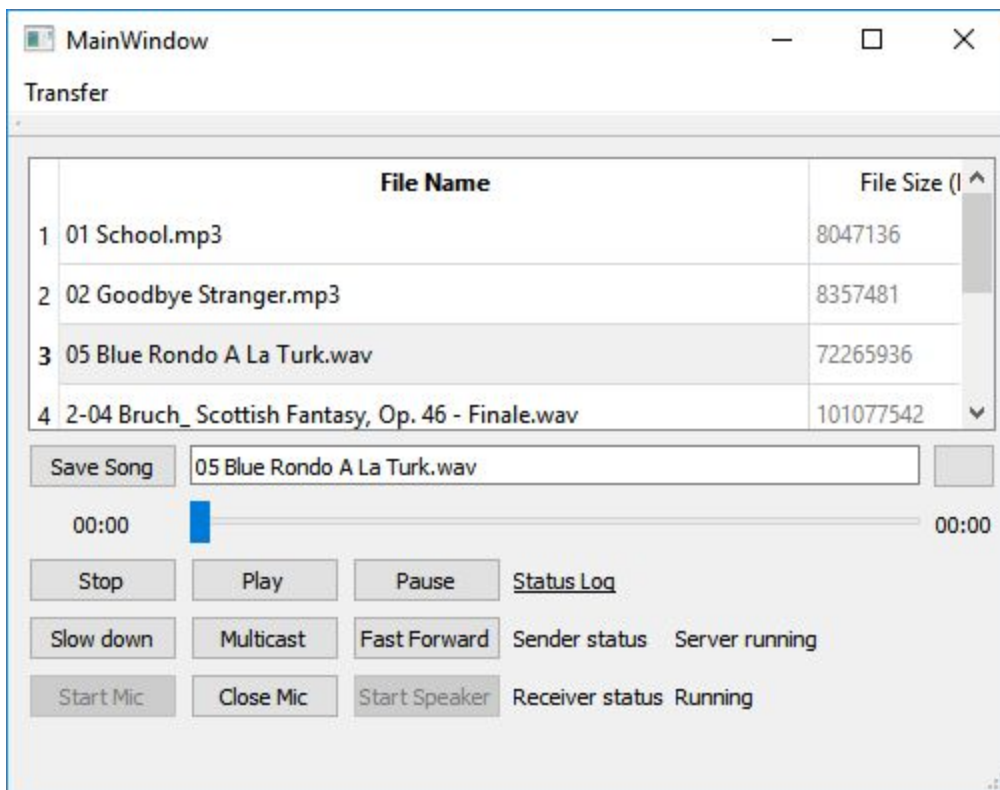 MainWindow
Transfer
File Name File Size (
1 01 School.mp3 8047136
2 02 Goodbye Stranger.mp3 8357481
3 05 Blue Rondo A La Turk.wav 72265936
4 2-04 Bruch_ Scottish Fantasy, Op. 46 - Finale.wav 101077542
Save Song 05 Blue Rondo A La Turk.wav
00:00 00:00
Stop Play Pause Status Log
Slow down Multicast Fast Forward Sender status Server running
Start Mic Close Mic Start Speaker Receiver status Running